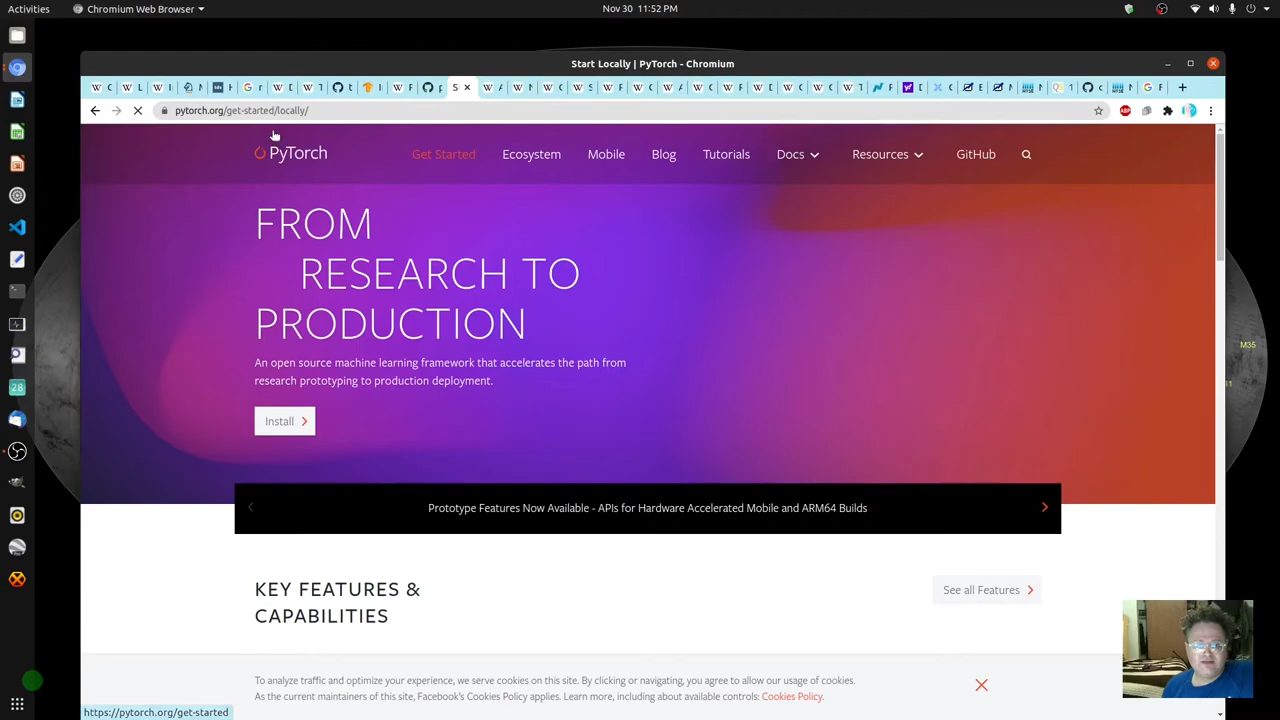 Activities
Chromium Web Browser
Nov 30 11:52 PM
Start Locally | PyTorch - Chromium
pytorch.org/get-started/locally/
PyTorch
Get Started
Ecosystem
Mobile
Blog
Tutorials
Docs
Resources
GitHub
FROM
RESEARCH TO
PRODUCTION
An open source machine learning framework that accelerates the path from
research prototyping to production deployment.
Install
Prototype Features Now Available - APIs for Hardware Accelerated Mobile and ARM64 Builds
KEY FEATURES &
CAPABILITIES
See all Features
To analyze traffic and optimize your experience, we serve cookies on this site. By clicking or navigating, you agree to allow our usage of cookies.
As the current maintainers of this site, Facebook's Cookies Policy applies. Learn more, including about available controls: Cookies Policy.
https://pytorch.org/get-started
M35
28
ABP